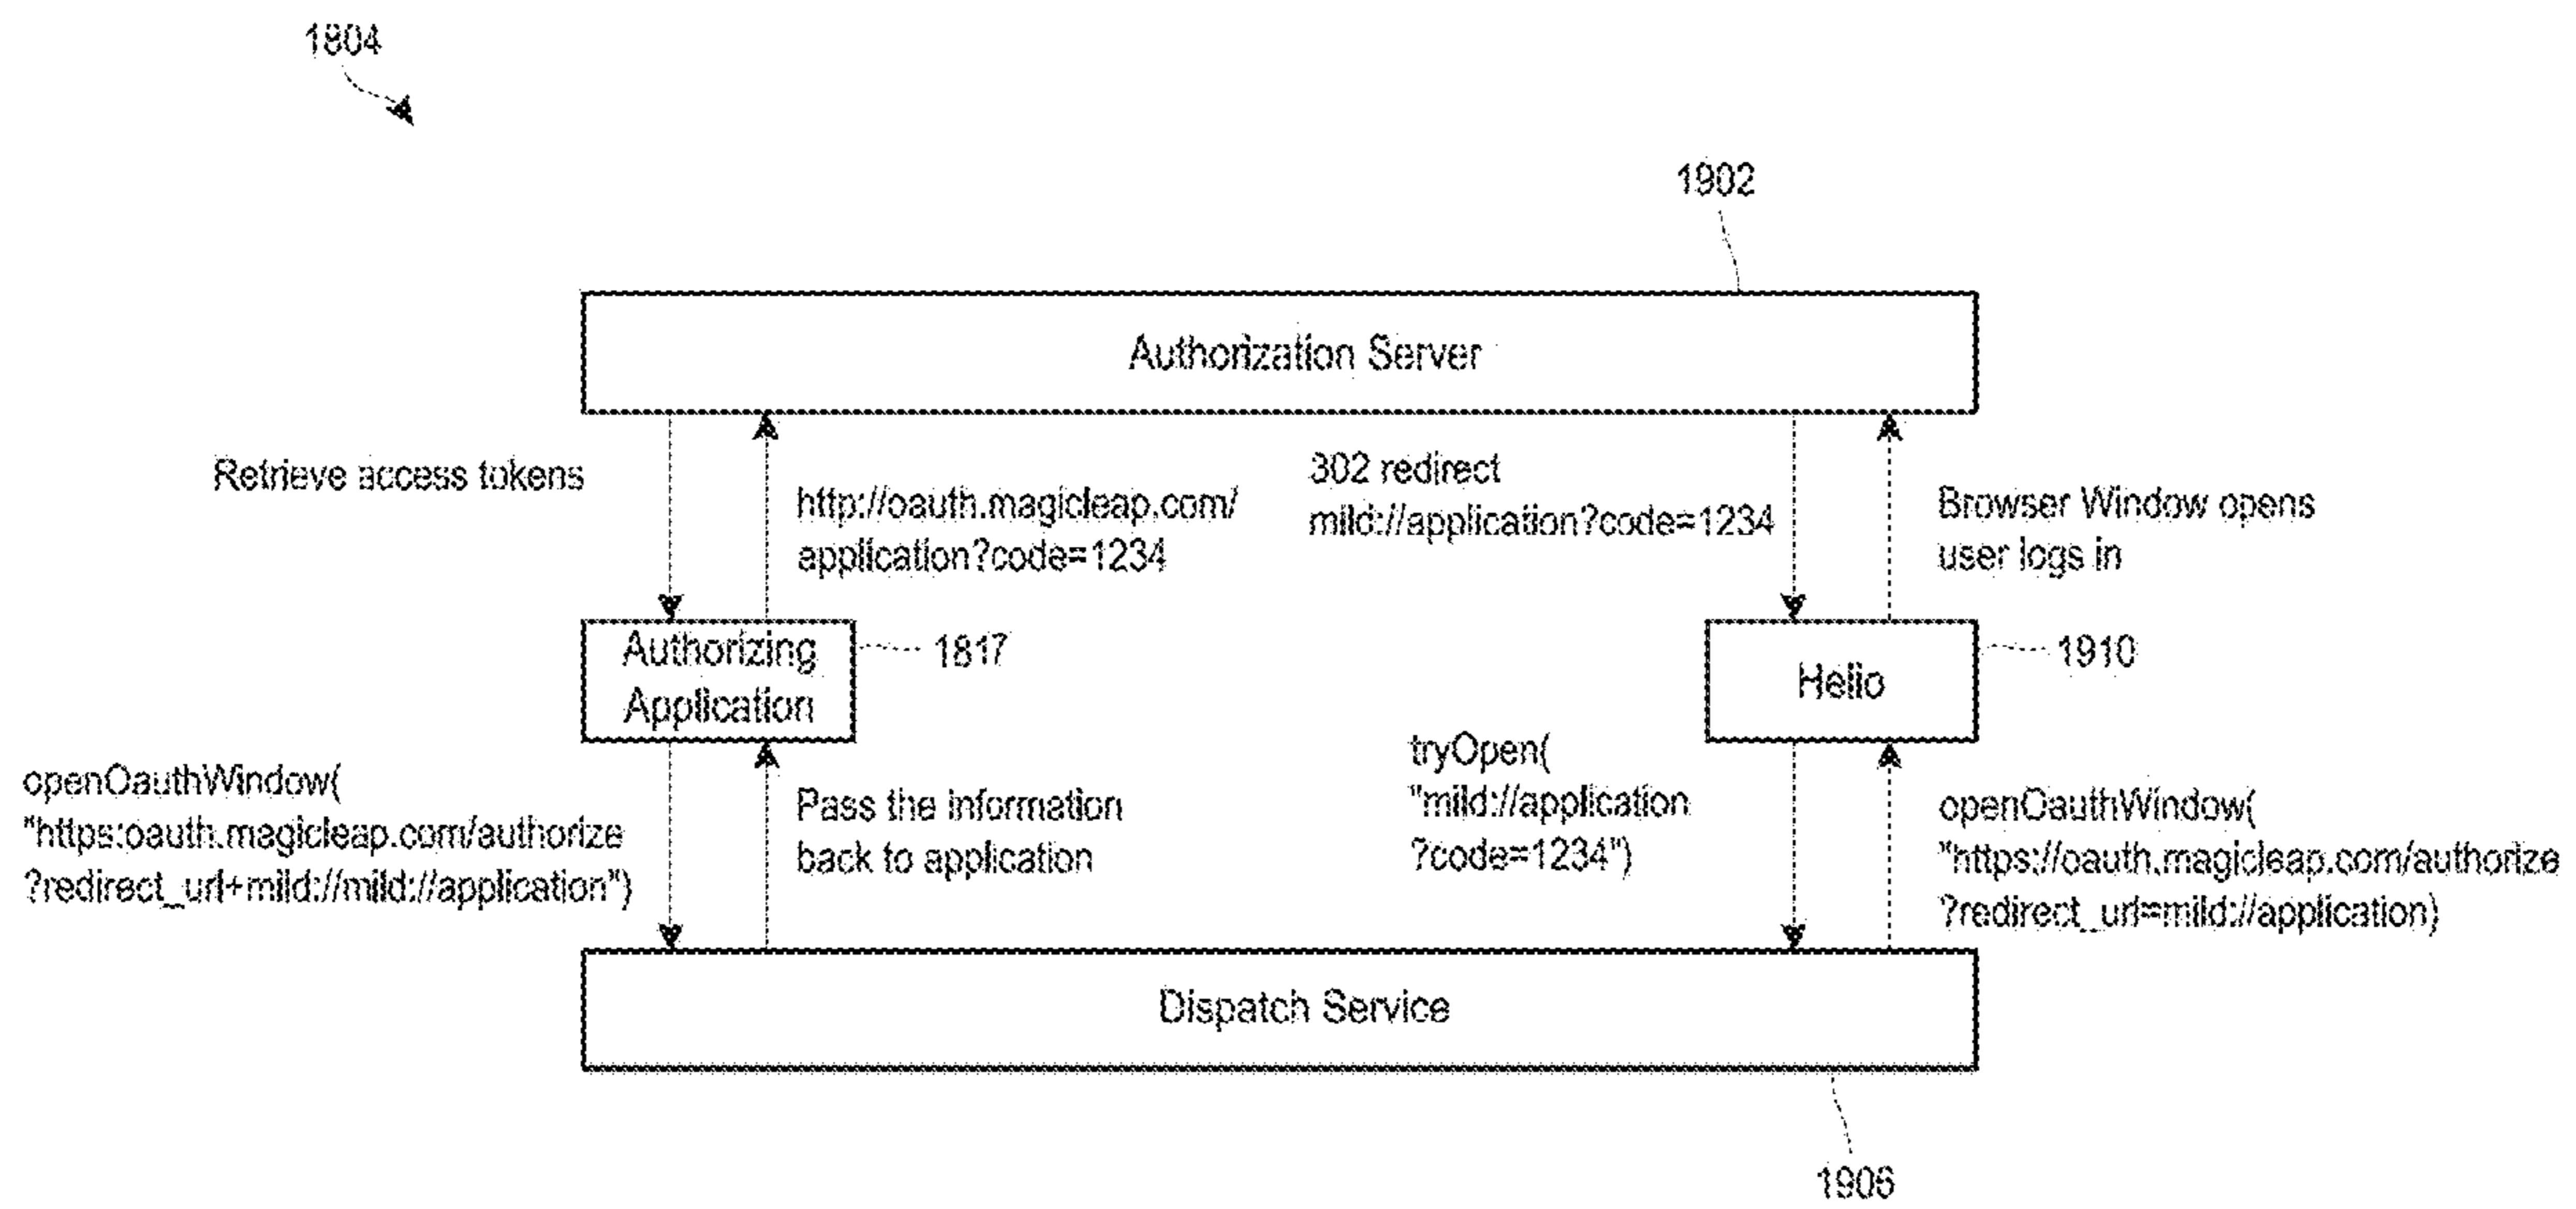 1804
1902
Authorization Server
Retrieve access tokens
http://oauth.magicleap.com/
application?code=1234
302 redirect
mild://application?code=1234
Browser Window opens
user logs in
Authorizing
Application
1817
Helio
1910
openOauthWindow(
"https:oauth.magicleap.com/authorize
?redirect_url+mild://mild://application")
Pass the information
back to application
tryOpen(
"mild://application
?code=1234")
openOauthWindow(
"https://oauth.magicleap.com/authorize
?redirect_url=mild://application)
Dispatch Service
1906